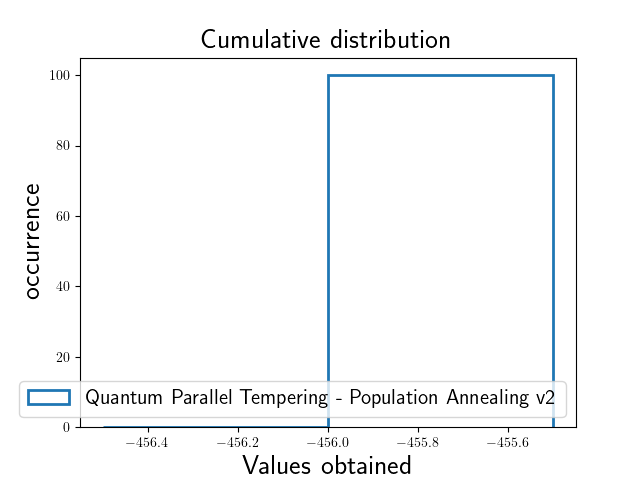 Cumulative distribution
100
80
60
40
20
0
occurrence
Quantum Parallel Tempering - Population Annealing v2
−456.4 −456.2 −456.0 −455.8 −455.6
Values obtained